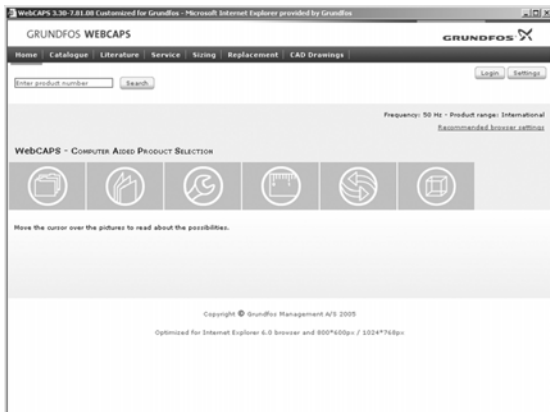 WebCAPS 3.30-7.01.00 Customized for Grundfos - Microsoft Internet Explorer provided by Grundfos
GRUNDFOS WEBCAPS
GRUNDFOS
Home Catalogue Literature Service Sizing Replacement CAD Drawings
Login Settings
Enter product number Search
Frequency: 50 Hz - Product range: International
Recommended browser settings
WebCAPS - Computer Aided Product Selection
Move the cursor over the pictures to read about the possibilities.
Copyright © Grundfos Management A/S 2005
Optimized for Internet Explorer 6.0 browser and 800*600px / 1024*768px